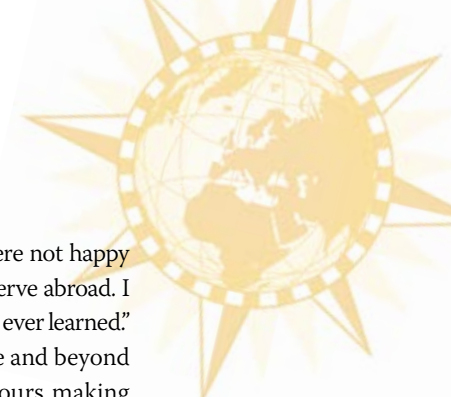 ere not happy
erve abroad. I
ever learned.”
e and beyond
ours making